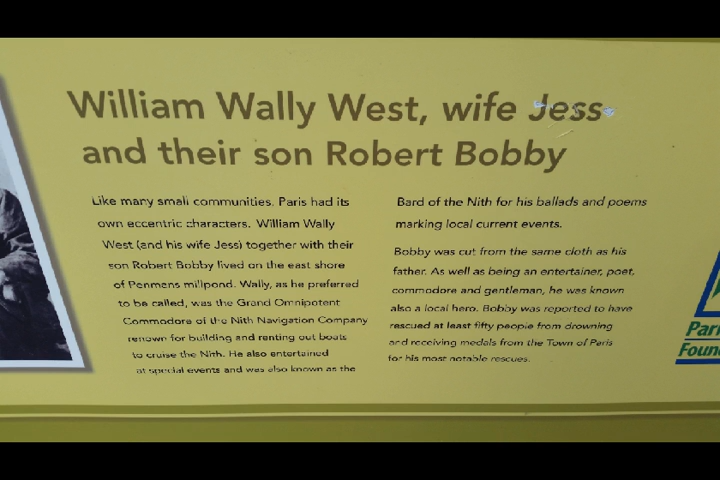 William Wally West, wife Jess
and their son Robert Bobby
Like many small communities, Paris had its
own eccentric characters. William Wally
West (and his wife Jess) together with their
son Robert Bobby lived on the east shore
of Penmens millpond. Wally, as he preferred
to be called, was the Grand Omnipotent
Commodore of the Nith Navigation Company
renown for building and renting out boats
to cruise the Nith. He also entertained
at special events and was also known as the
Bard of the Nith for his ballads and poems
marking local current events.
Bobby was cut from the same cloth as his
father. As well as being an entertainer, poet,
commodore and gentleman, he was known
also a local hero. Bobby was reported to have
rescued at least fifty people from drowning
and receiving medals from the Town of Paris
for his most notable rescues.